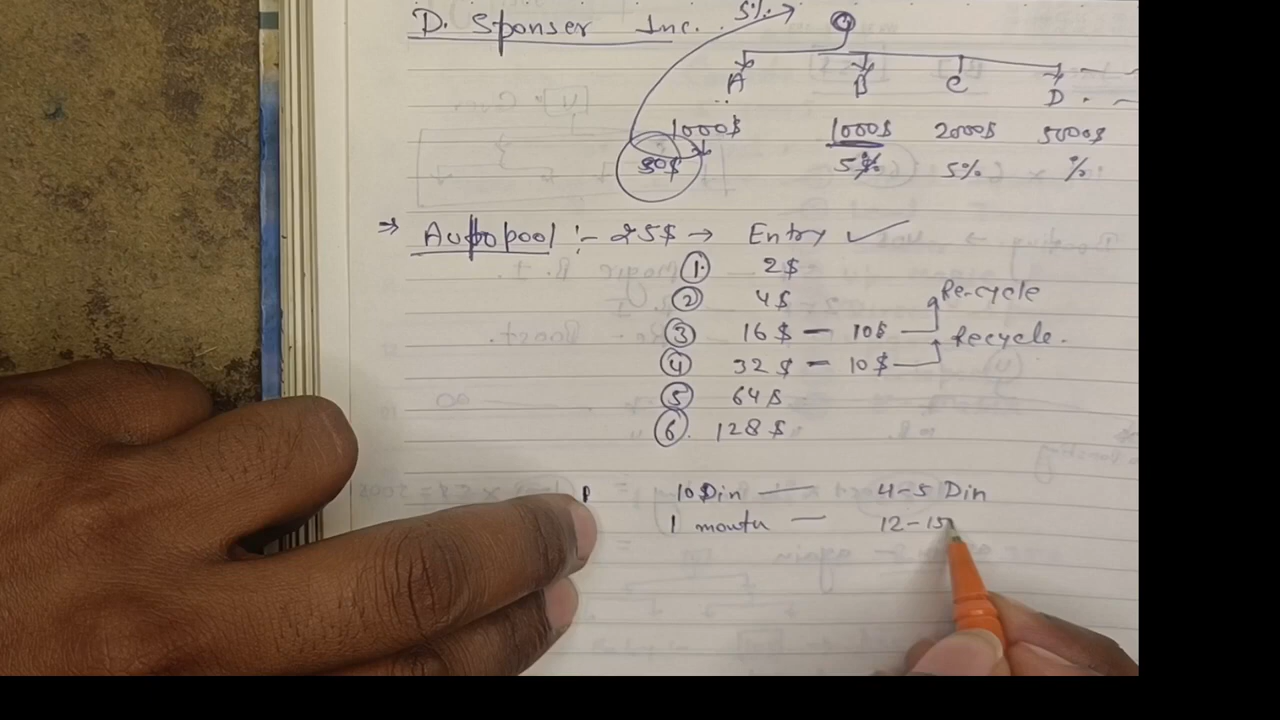 D. Sponser Inc. 5%
A B C D.
1000$ 1000$ 2000$ 5000$
50$ 5% 5% %
⇒ Autopool :- 25$ → Entry ✓
① 2$
② 4$ Re-cycle
③ 16$ - 10$ Recycle.
④ 32$ - 10$
⑤ 64$
⑥. 128$
10 Din — 4-5 Din
1 month — 12-15